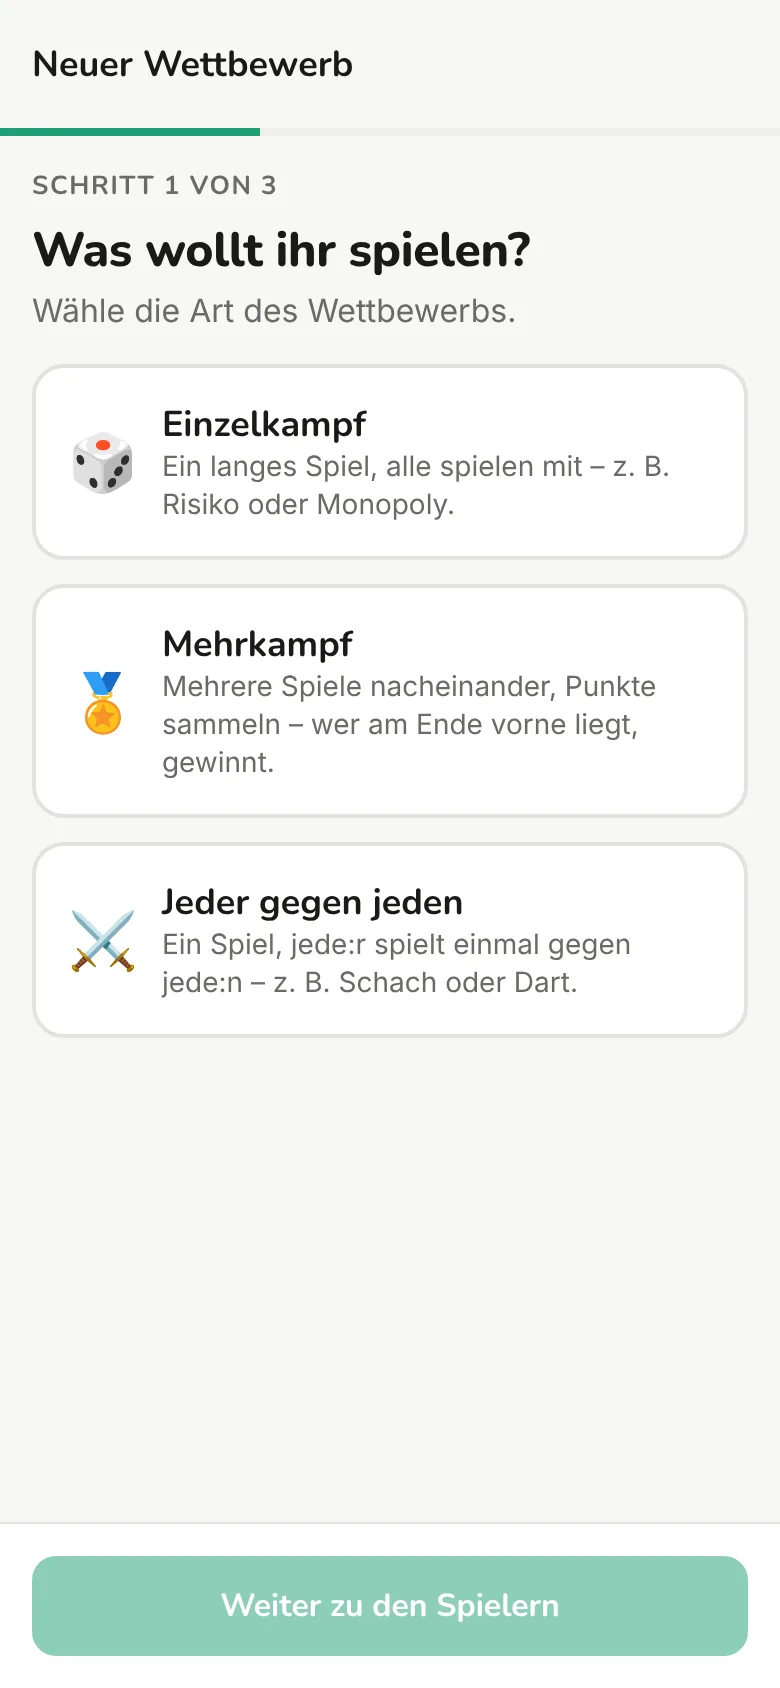 Neuer Wettbewerb
SCHRITT 1 VON 3
Was wollt ihr spielen?
Wähle die Art des Wettbewerbs.
Einzelkampf
Ein langes Spiel, alle spielen mit – z. B.
Risiko oder Monopoly.
Mehrkampf
Mehrere Spiele nacheinander, Punkte
sammeln – wer am Ende vorne liegt,
gewinnt.
Jeder gegen jeden
Ein Spiel, jede:r spielt einmal gegen
jede:n – z. B. Schach oder Dart.
Weiter zu den Spielern